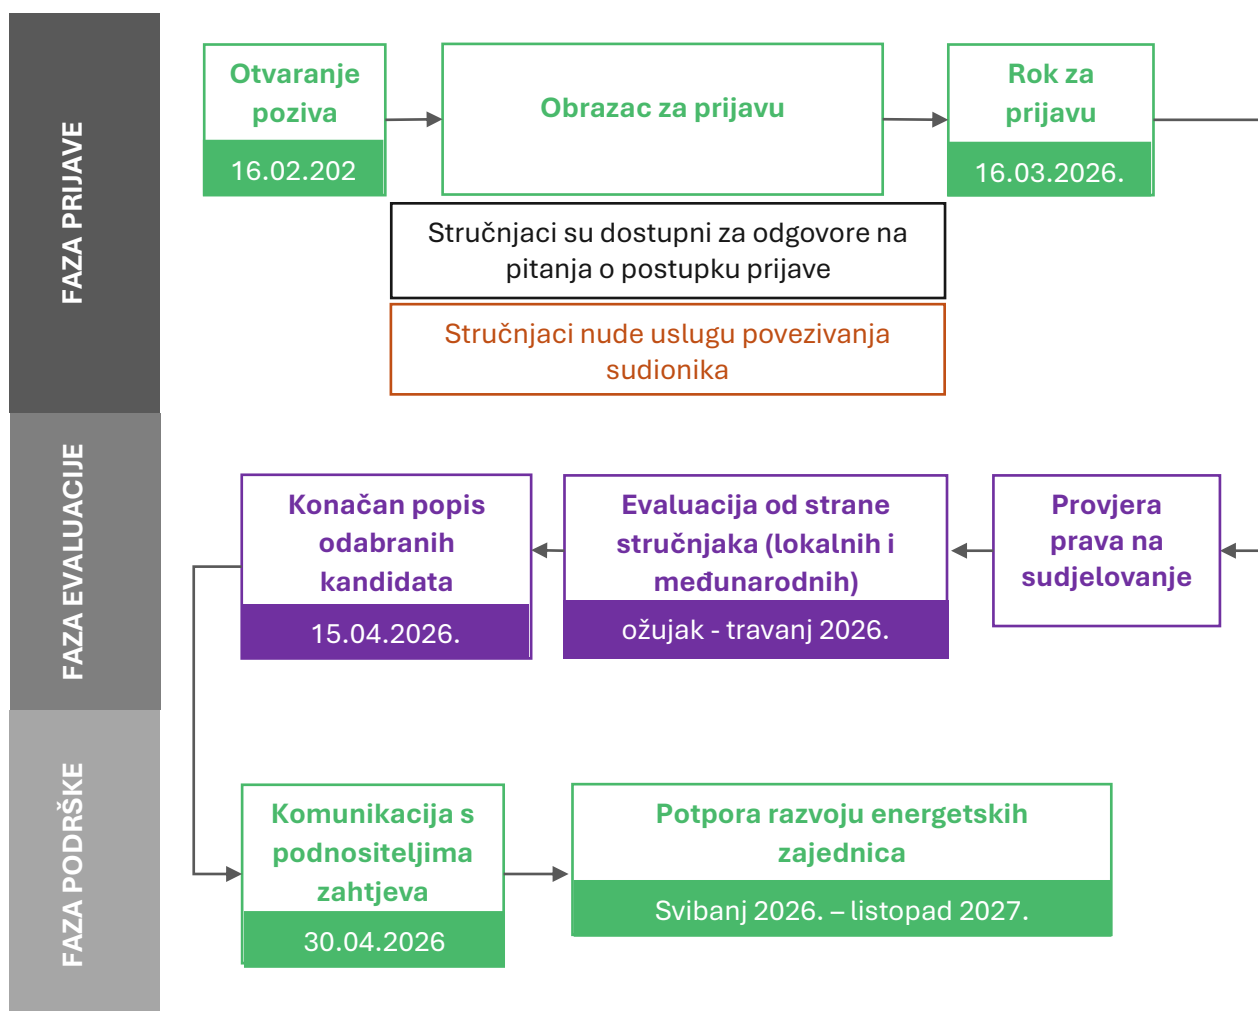 FAZA PRIJAVE
Otvaranje
poziva
16.02.202
Obrazac za prijavu
Rok za
prijavu
16.03.2026.
Stručnjaci su dostupni za odgovore na
pitanja o postupku prijave
Stručnjaci nude uslugu povezivanja
sudionika
FAZA EVALUACIJE
Konačan popis
odabranih
kandidata
15.04.2026.
Evaluacija od strane
stručnjaka (lokalnih i
međunarodnih)
ožujak - travanj 2026.
Provjera
prava na
sudjelovanje
FAZA PODRŠKE
Komunikacija s
podnositeljima
zahtjeva
30.04.2026
Potpora razvoju energetskih
zajednica
Svibanj 2026. – listopad 2027.